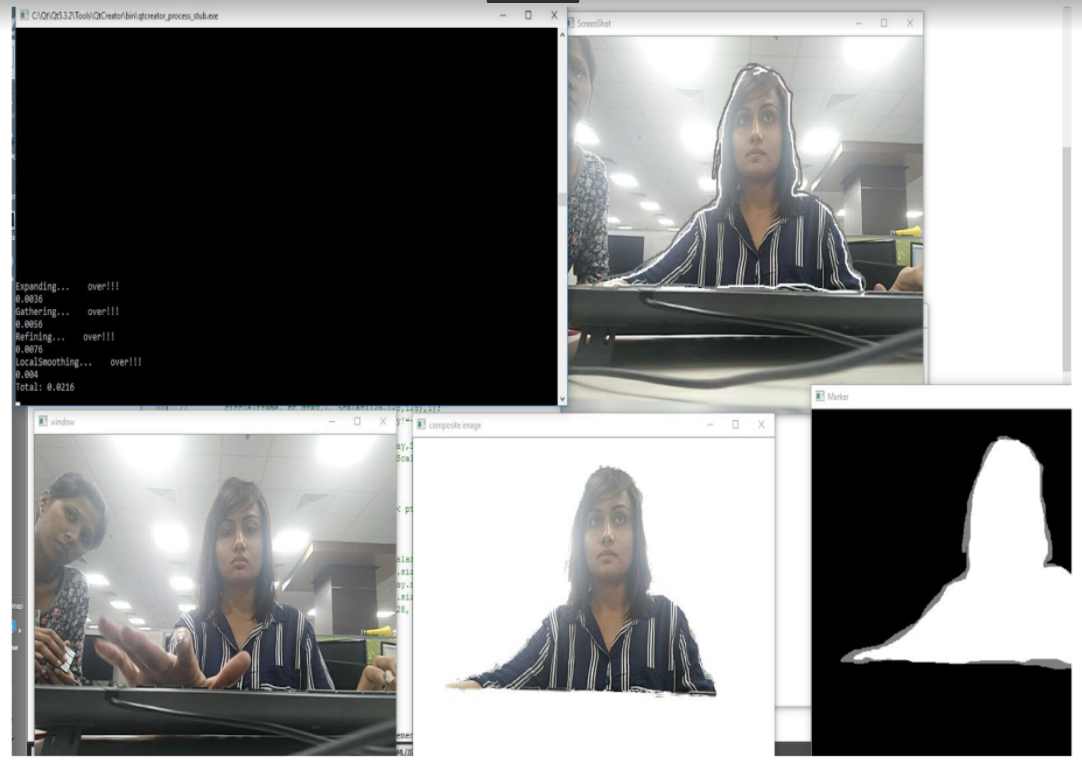 C:\Qt\Qt5.3.2\Tools\QtCreator\bin\qtcreator_process_stub.exe
ScreenShot
Expanding... over!!!
0.0036
Gathering... over!!!
0.0056
Refining... over!!!
0.0076
LocalSmoothing... over!!!
0.004
Total: 0.0216
Marker
window
composite image